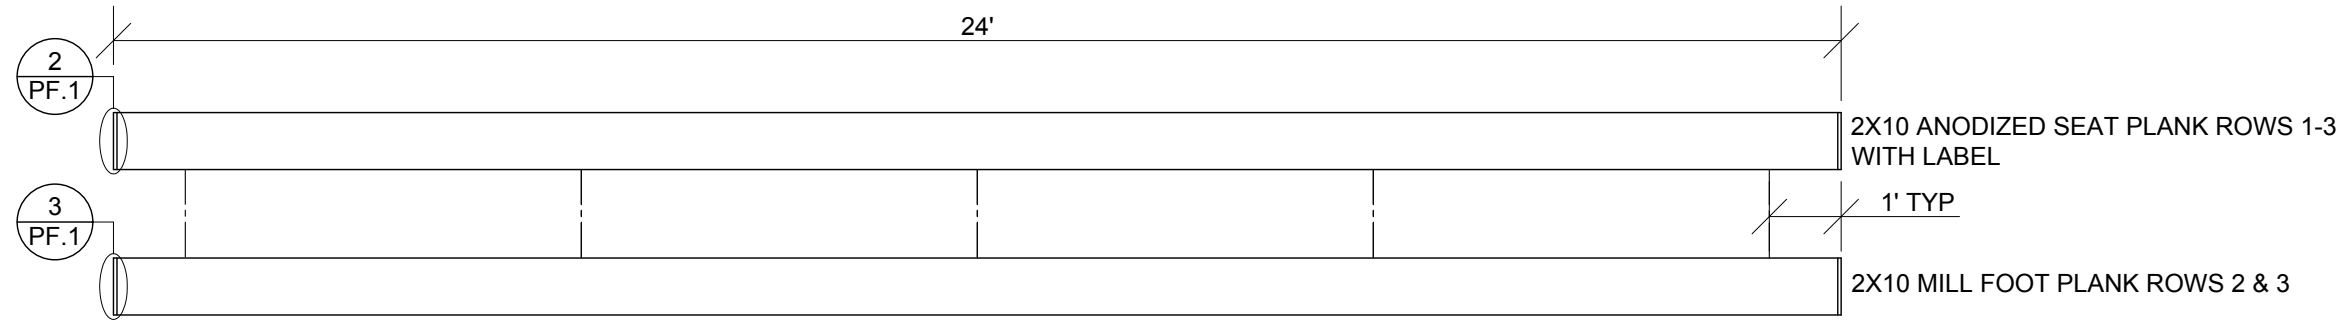 24'
2
PF.1
2X10 ANODIZED SEAT PLANK ROWS 1-3
WITH LABEL
3
PF.1
1' TYP
2X10 MILL FOOT PLANK ROWS 2 & 3